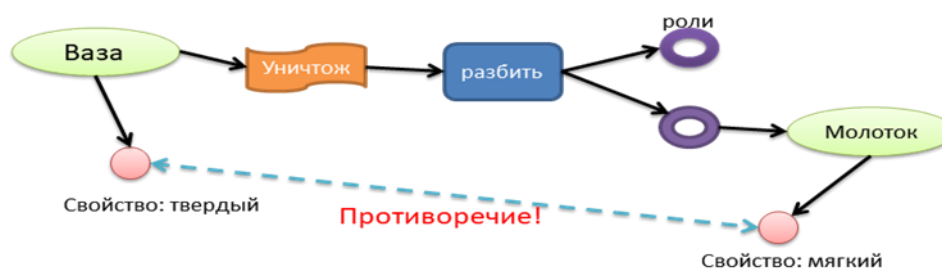 роли
Ваза
Уничтож
разбить
Молоток
Свойство: твердый
Противоречие!
Свойство: мягкий